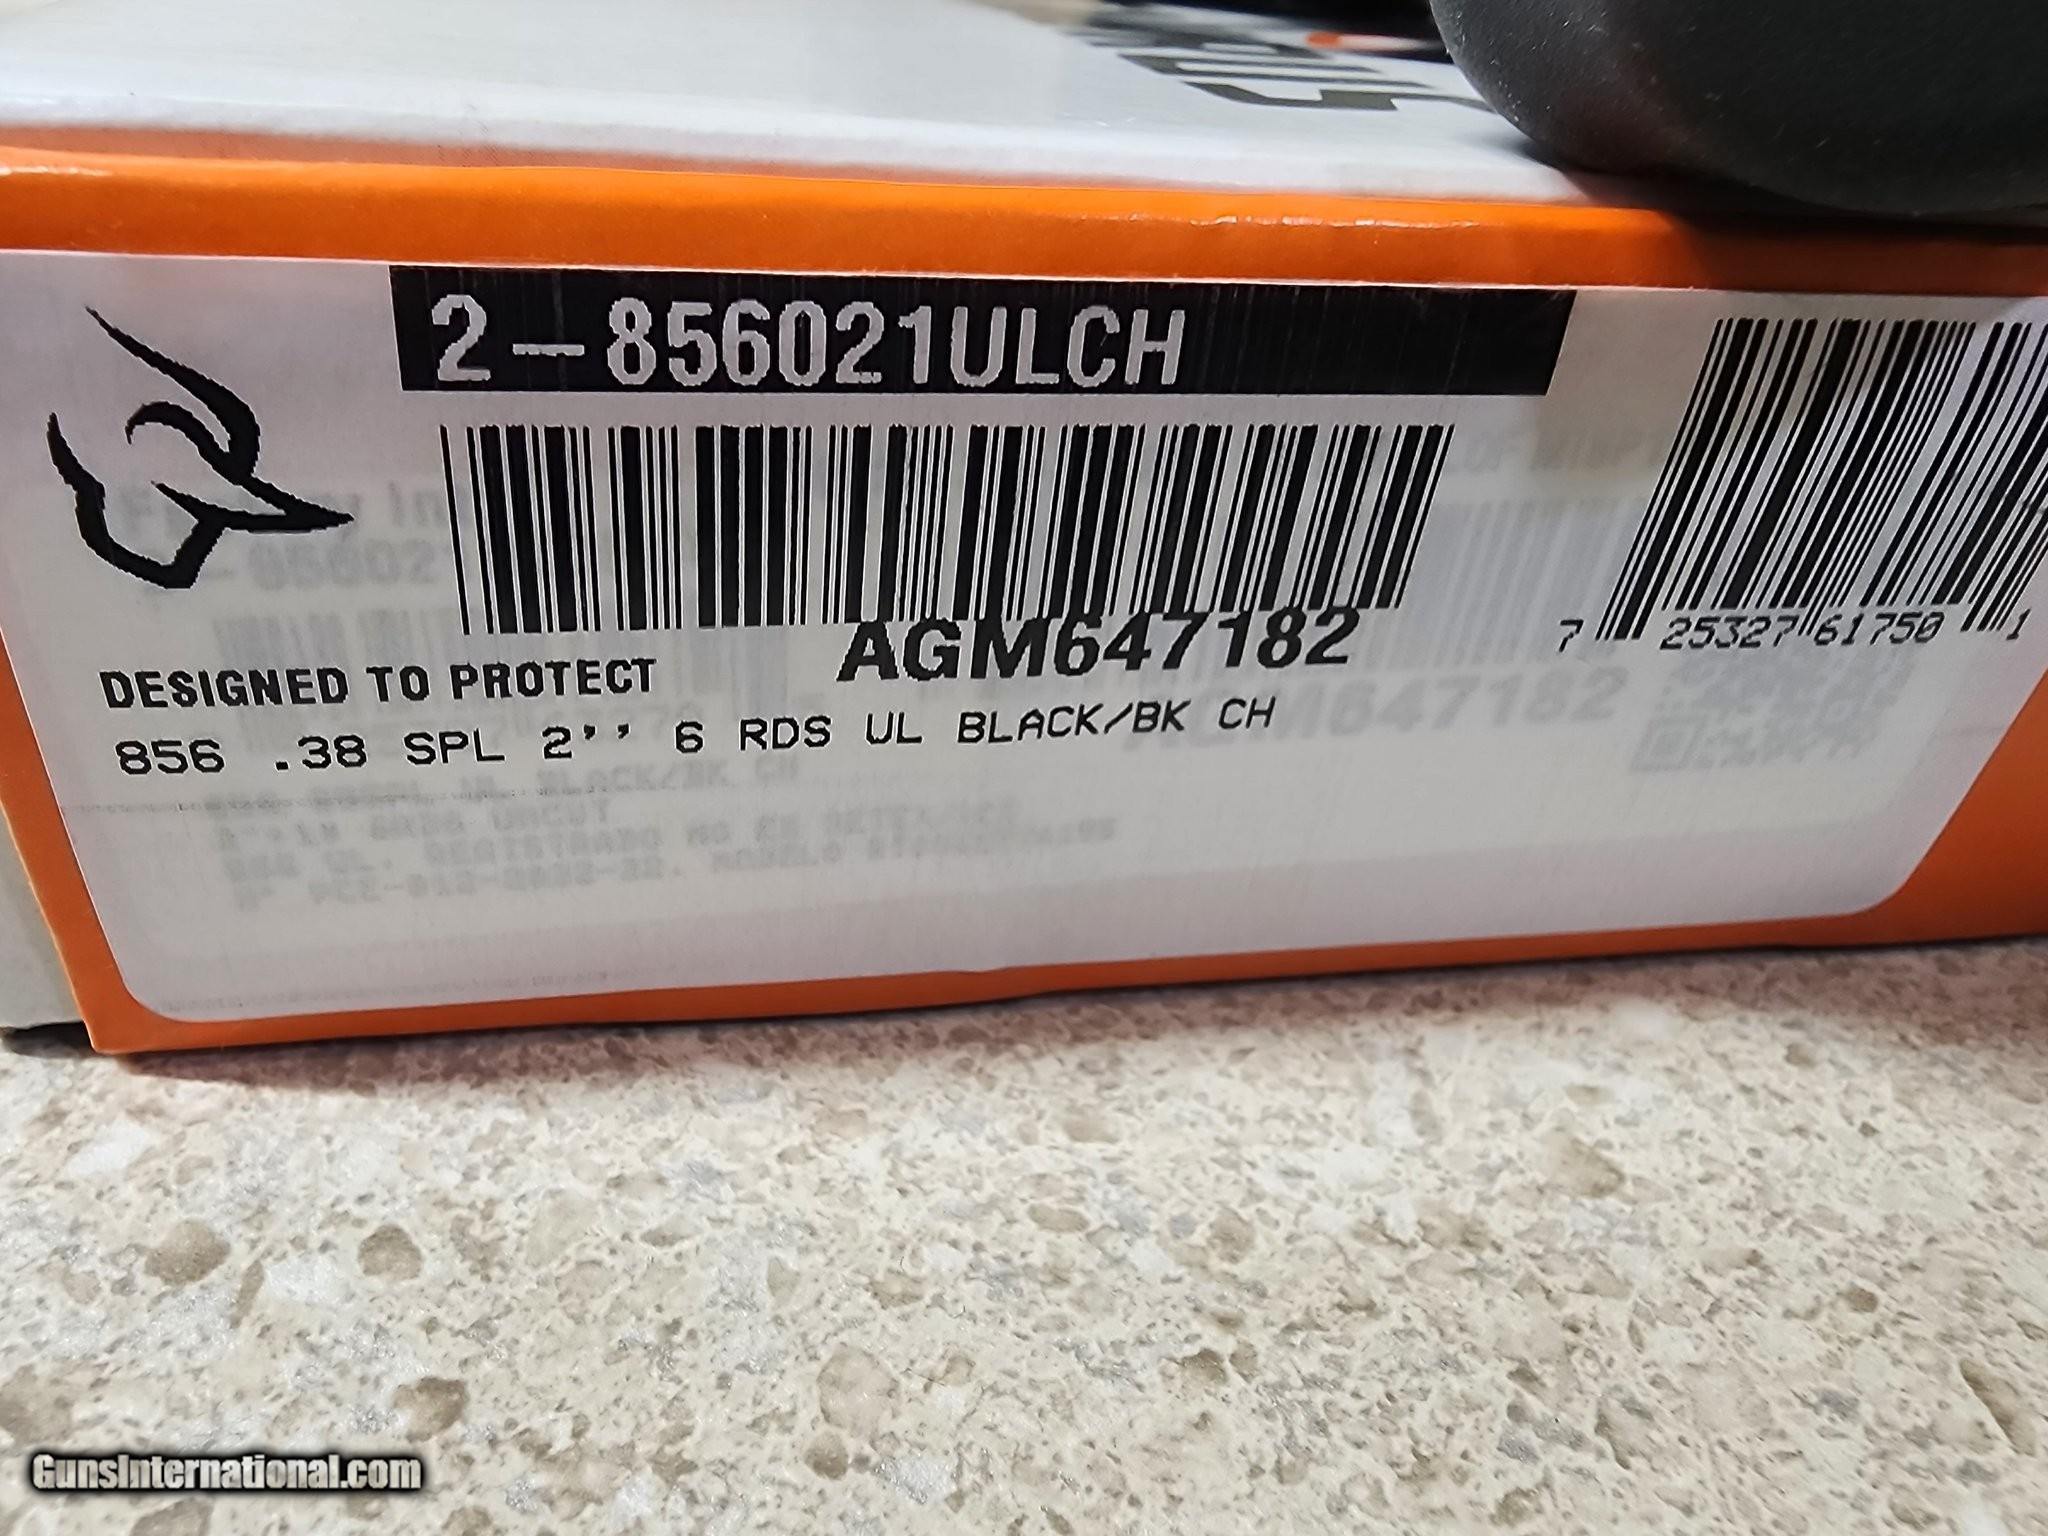 2-856021ULCH
AGM647182
7 25327 61750 1
DESIGNED TO PROTECT
856 .38 SPL 2'' 6 RDS UL BLACK/BK CH
GunsInternational.com